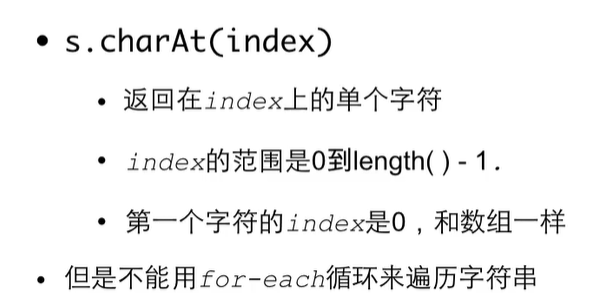 • s.charAt(index)
• 返回在index上的单个字符
• index的范围是0到length( ) - 1.
• 第一个字符的index是0，和数组一样
• 但是不能用for-each循环来遍历字符串